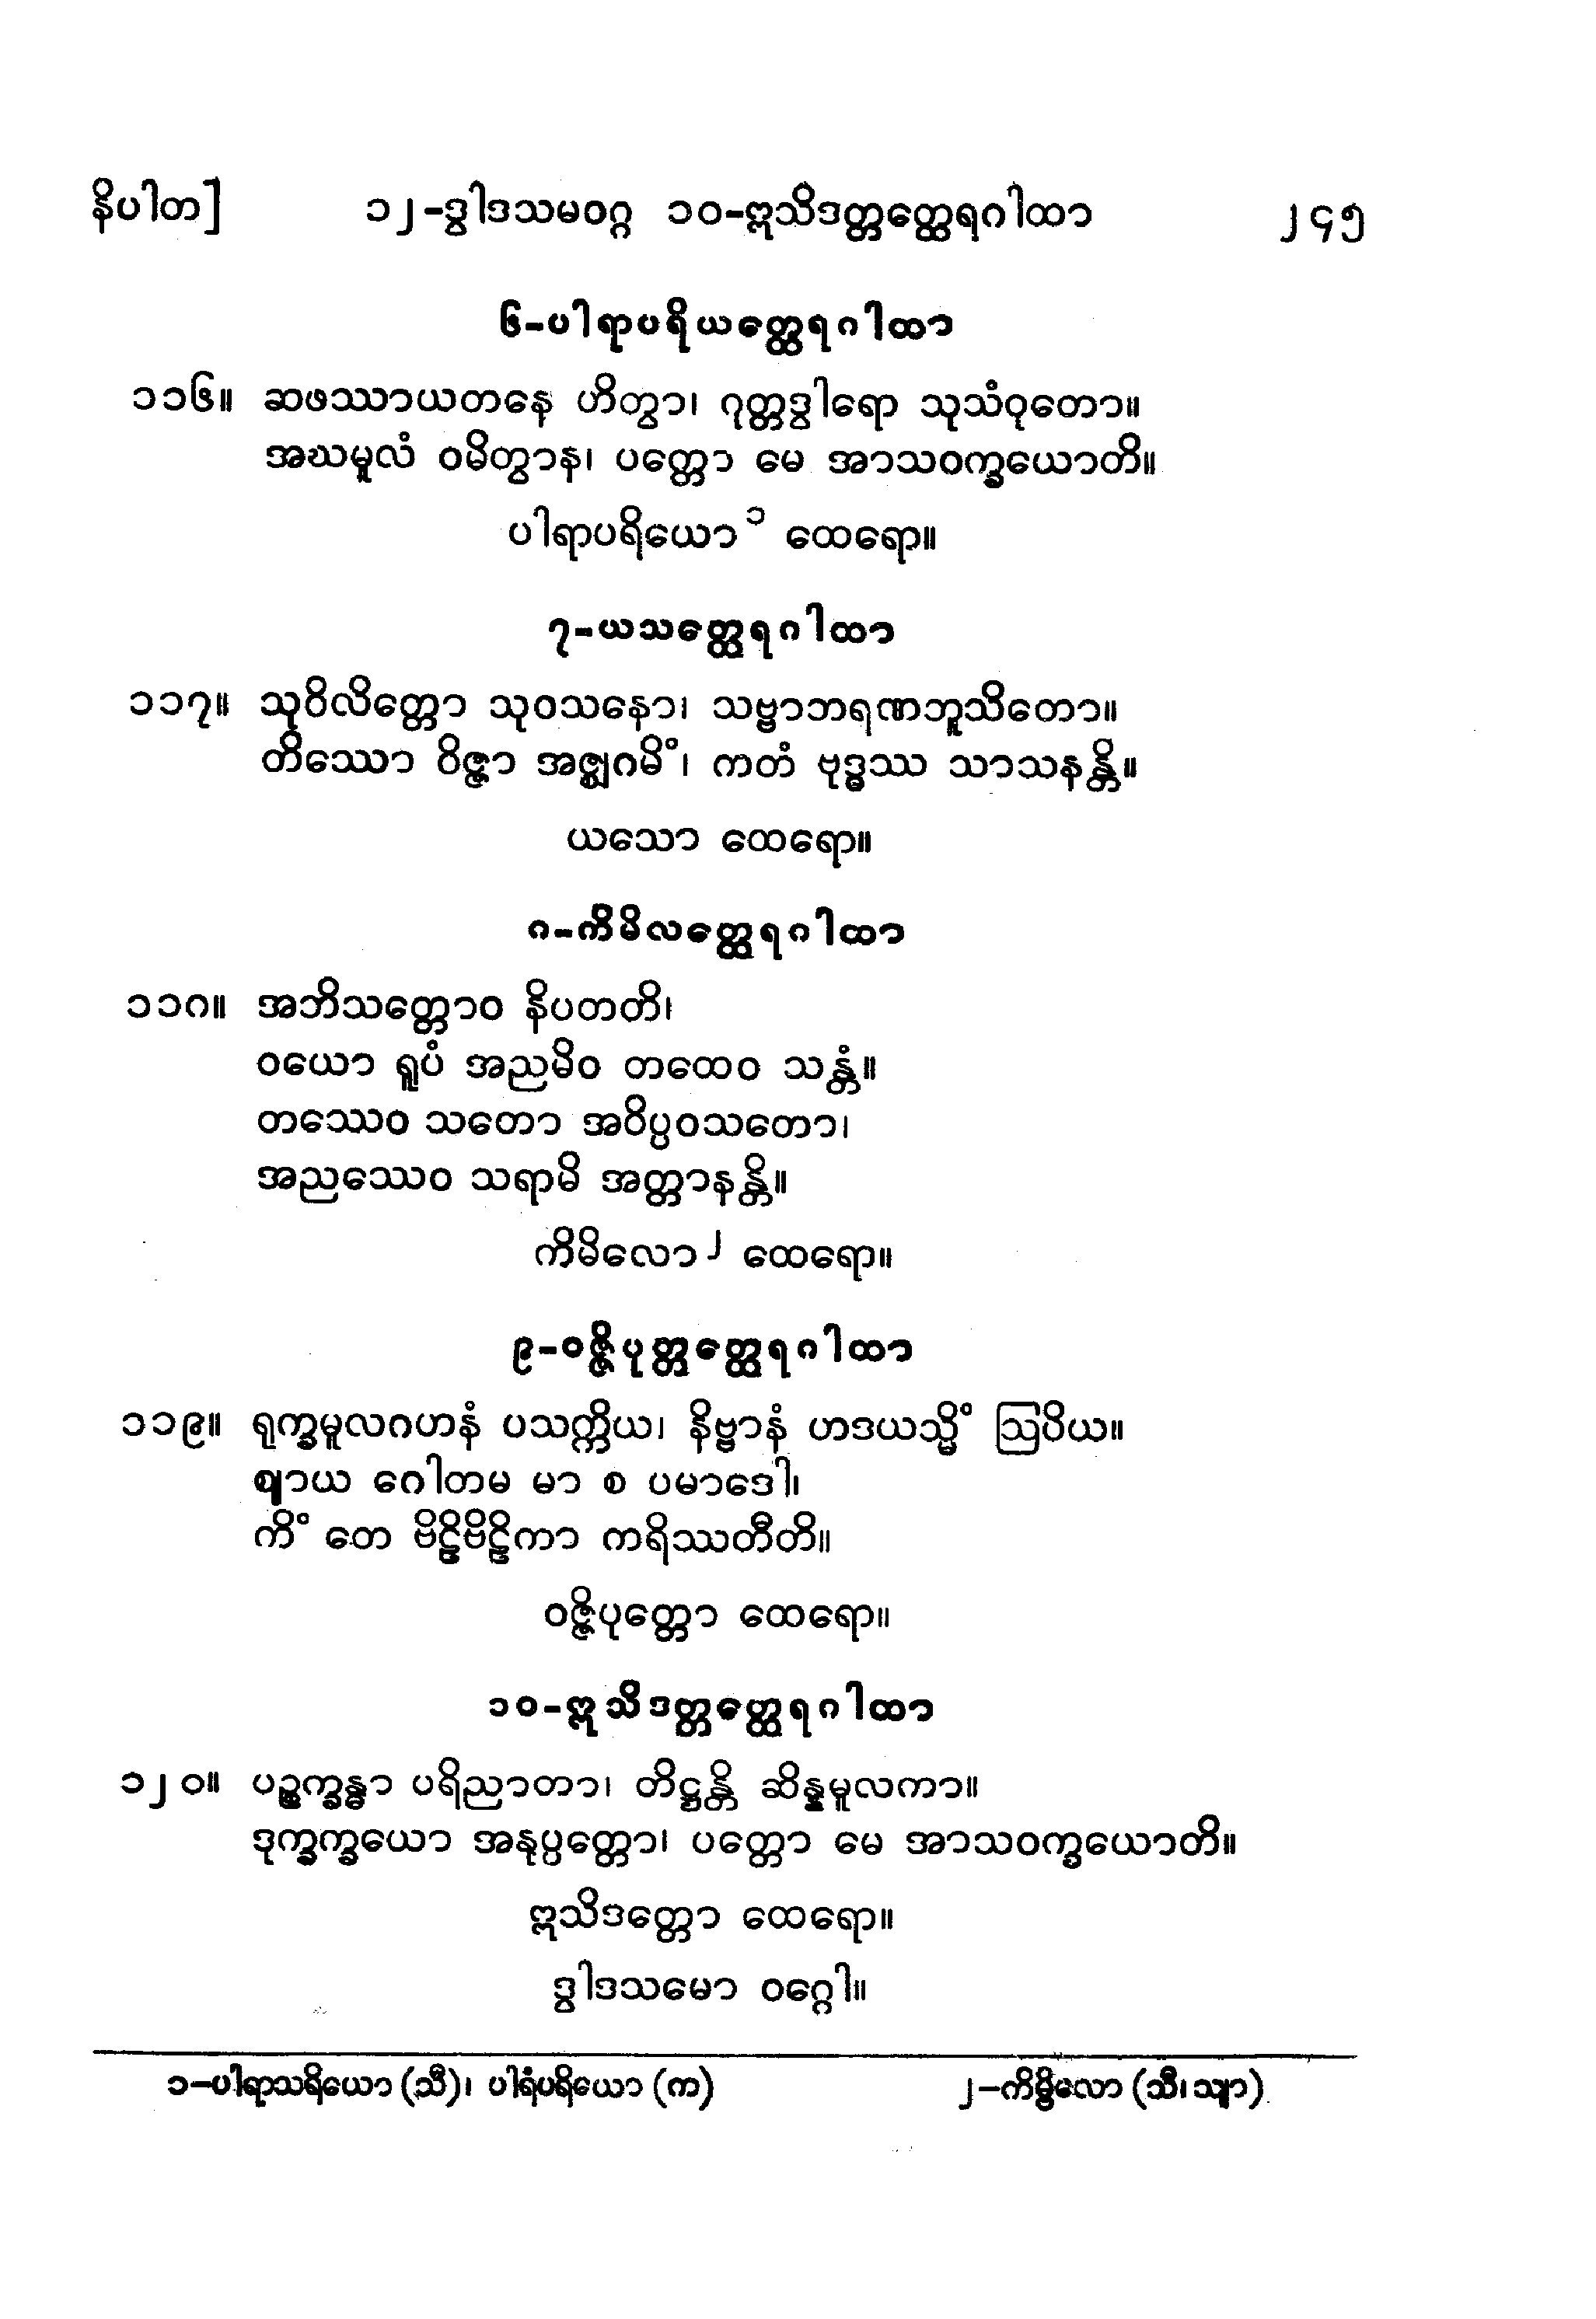 နိပါတ] ၁၂-ဒွါဒသမဝဂ္ဂ ၁၀-ဣသိဒတ္တတ္ထေရဂါထာ ၂၄၅
၆-ပါရာပရိယတ္ထေရဂါထာ
၁၁၆။ ဆဖဿာယတနေ ဟိတွာ၊ ဂုတ္တဒွါရော သုသံဝုတော။
အဃမူလံ ဝမိတွာန၊ ပတ္တော မေ အာသဝက္ခယောတိ။
ပါရာပရိယော ၁ ထေရော။
၇-ယသတ္ထေရဂါထာ
၁၁၇။ သုဝိလိတ္တော သုဝသနော၊ သဗ္ဗာဘရဏဘူသိတော။
တိဿော ဝိဇ္ဇာ အဇ္ဈဂမိံ၊ ကတံ ဗုဒ္ဓဿ သာသနန္တိ။
ယသော ထေရော။
၈-ကိမိလတ္ထေရဂါထာ
၁၁၈။ အဘိသတ္တောဝ နိပတတိ၊
ဝယော ရူပံ အညမိဝ တထေဝ သန္တံ။
တဿေဝ သတော အဝိပ္ပဝသတော၊
အညဿေဝ သရာမိ အတ္တာနန္တိ။
ကိမိလော ၂ ထေရော။
၉-ဝဇ္ဇိပုတ္တတ္ထေရဂါထာ
၁၁၉။ ရုက္ခမူလဂဟနံ ပသက္ကိယ၊ နိဗ္ဗာနံ ဟဒယသ္မိံ ဩပိယ။
ဈာယ ဂေါတမ မာ စ ပမာဒေါ၊
ကိံ တေ ဗိဠိဗိဠိကာ ကရိဿတီတိ။
ဝဇ္ဇိပုတ္တော ထေရော။
၁၀-ဣသိဒတ္တတ္ထေရဂါထာ
၁၂၀။ ပဉ္စက္ခန္ဓာ ပရိညာတာ၊ တိဋ္ဌန္တိ ဆိန္နမူလကာ။
ဒုက္ခက္ခယော အနုပ္ပတ္တော၊ ပတ္တော မေ အာသဝက္ခယောတိ။
ဣသိဒတ္တော ထေရော။
ဒွါဒသမော ဝဂ္ဂေါ။
၁-ပါရာသရိယော (သီ)၊ ပါရံပရိယော (က) ၂-ကိမ္ဗိလော (သီ၊ သျာ)